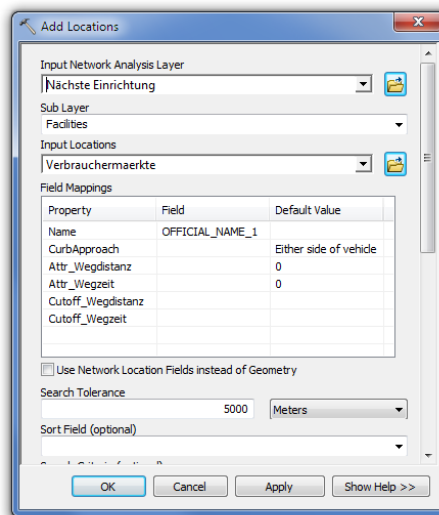 Add Locations
Input Network Analysis Layer
Nächste Einrichtung
Sub Layer
Facilities
Input Locations
Verbrauchermaerkte
Field Mappings
Property Field Default Value
Name OFFICIAL_NAME_1
CurbApproach Either side of vehicle
Attr_Wegdistanz 0
Attr_Wegzeit 0
Cutoff_Wegdistanz
Cutoff_Wegzeit
Use Network Location Fields instead of Geometry
Search Tolerance
5000 Meters
Sort Field (optional)
OK Cancel Apply Show Help >>